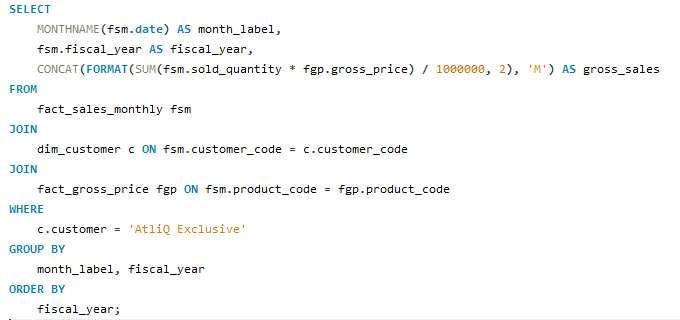 SELECT
    MONTHNAME(fsm.date) AS month_label,
    fsm.fiscal_year AS fiscal_year,
    CONCAT(FORMAT(SUM(fsm.sold_quantity * fgp.gross_price) / 1000000, 2), 'M') AS gross_sales
FROM
    fact_sales_monthly fsm
JOIN
    dim_customer c ON fsm.customer_code = c.customer_code
JOIN
    fact_gross_price fgp ON fsm.product_code = fgp.product_code
WHERE
    c.customer = 'AtliQ Exclusive'
GROUP BY
    month_label, fiscal_year
ORDER BY
    fiscal_year;